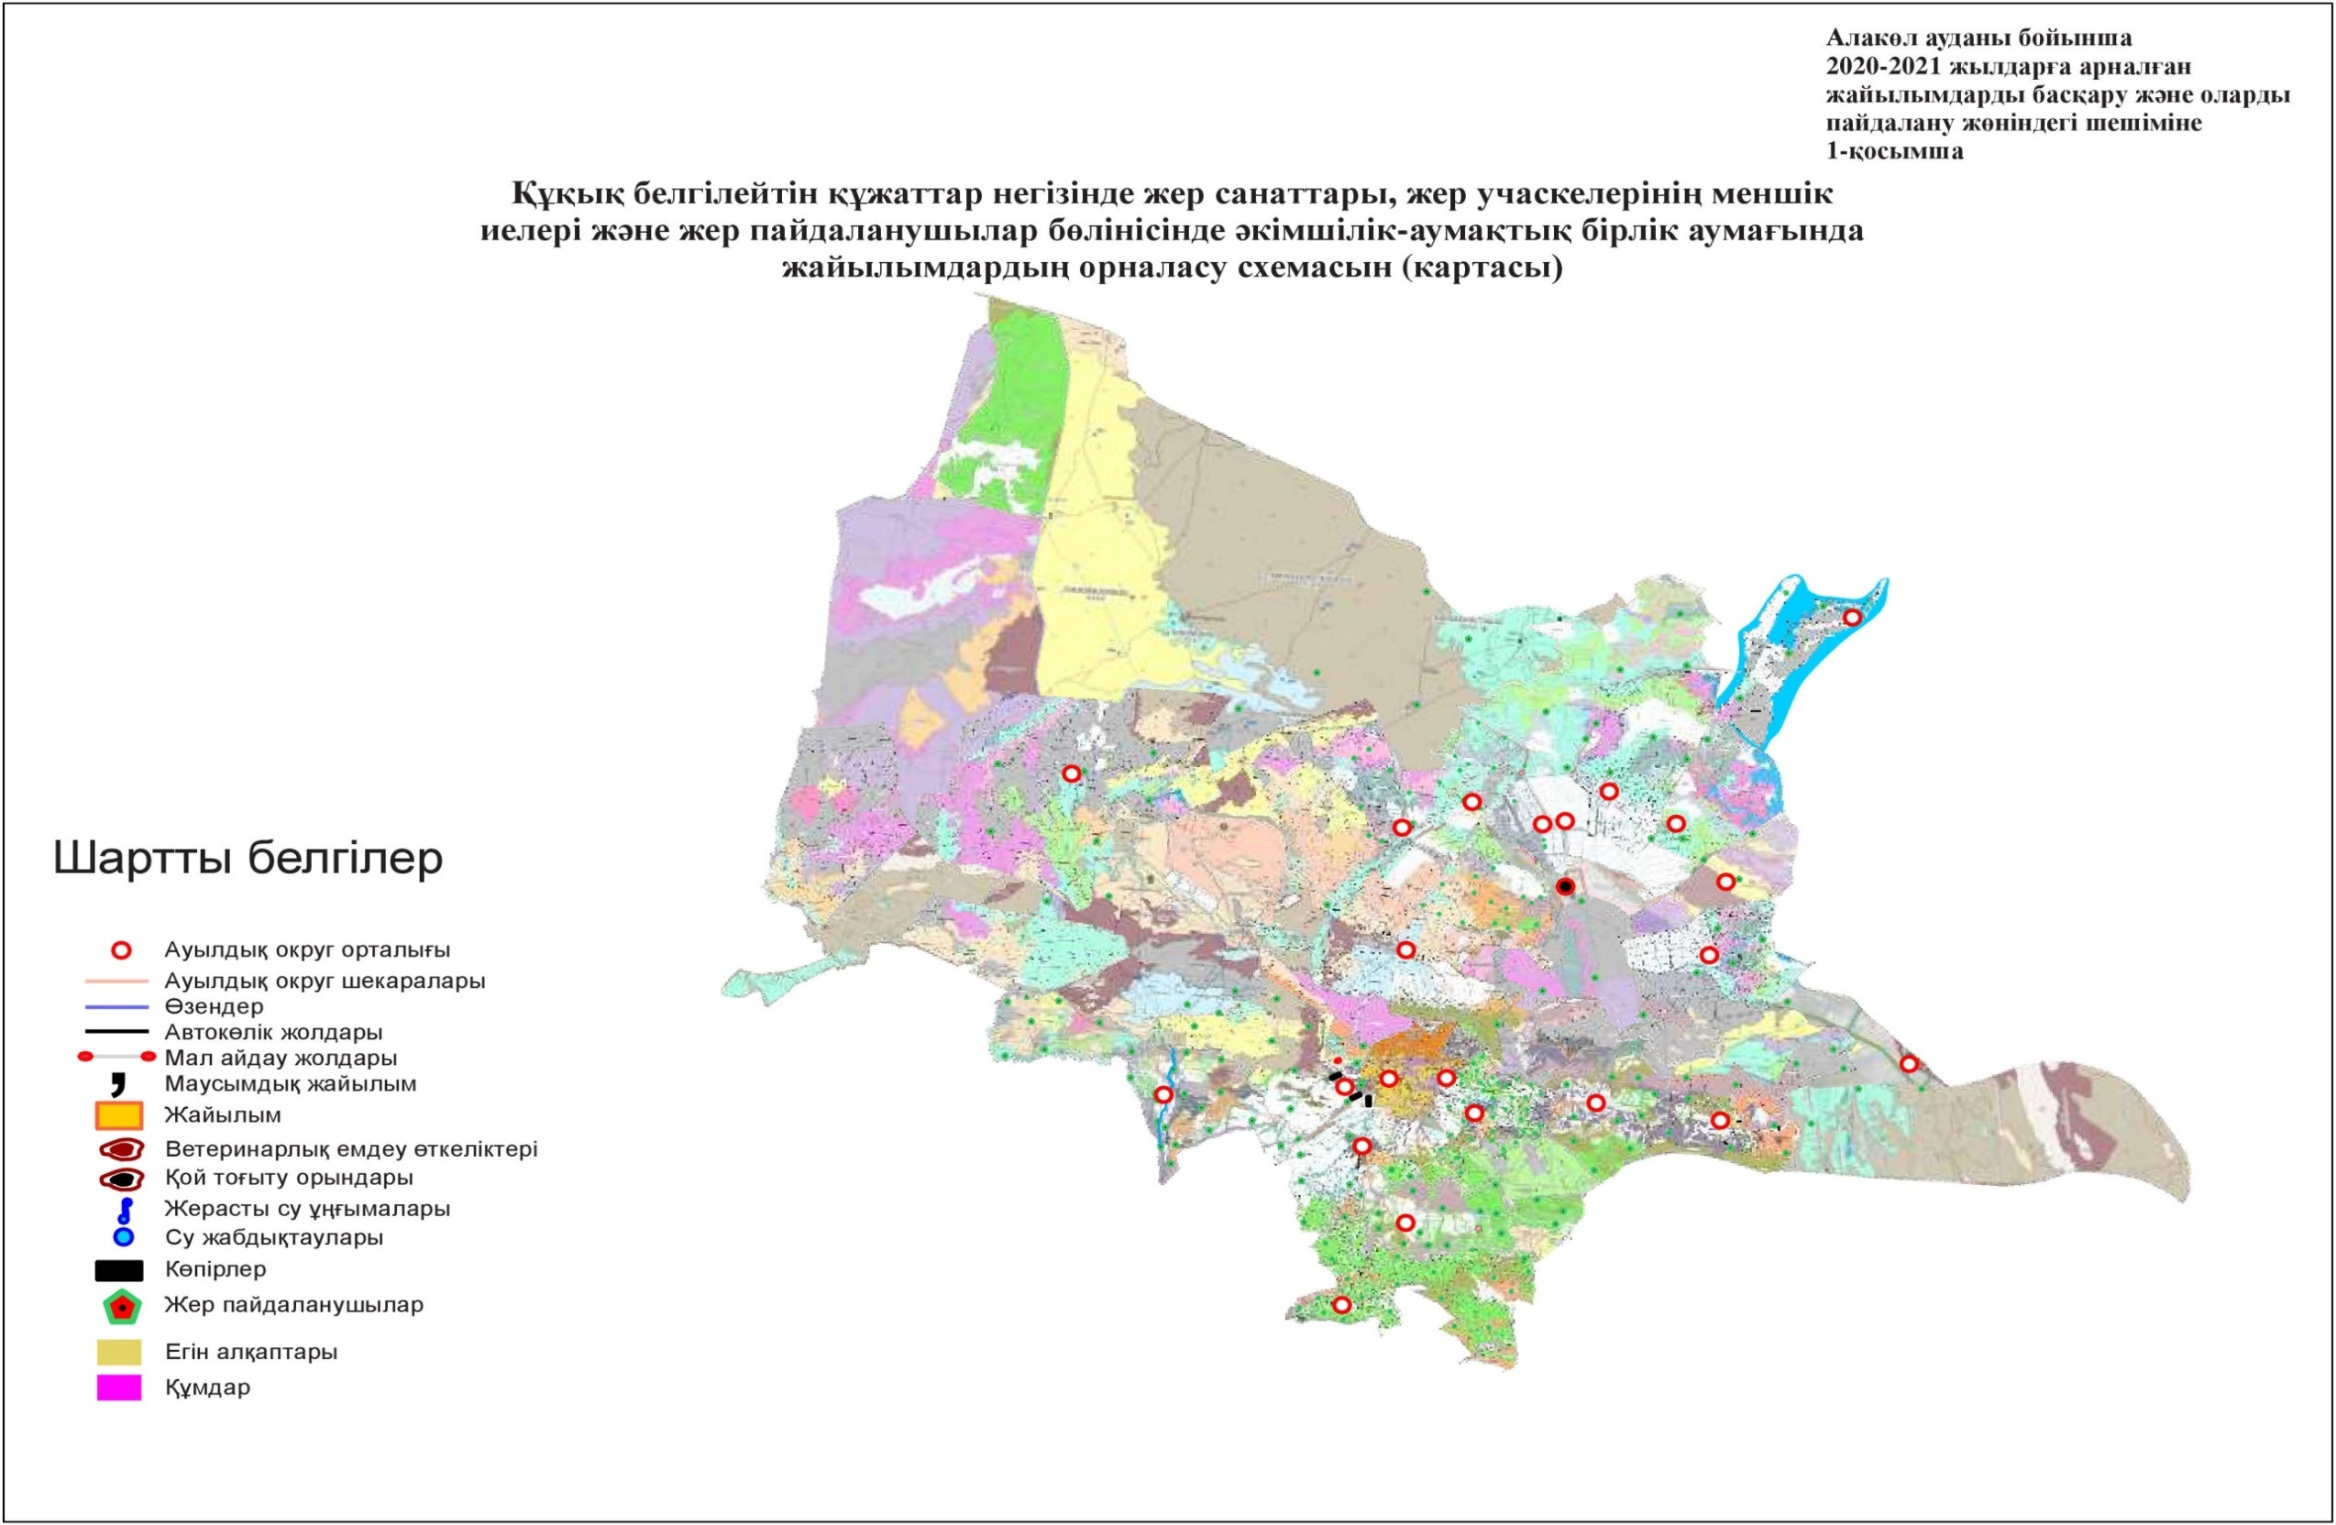 Алакөл ауданы бойынша
2020-2021 жылдарға арналған
жайылымдарды басқару және оларды
пайдалану жөніндегі шешіміне
1-қосымша
Құқық белгілейтін құжаттар негізінде жер санаттары, жер учаскелерінің меншік
иелері және жер пайдаланушылар бөлінісінде әкімшілік-аумақтық бірлік аумағында
жайылымдардың орналасу схемасын (картасы)
Шартты белгілер
Ауылдық округ орталығы
Ауылдық округ шекаралары
Өзендер
Автокөлік жолдары
Мал айдау жолдары
Маусымдық жайылым
Жайылым
Ветеринарлық емдеу өткеліктері
Қой тоғыту орындары
Жерасты су ұңғымалары
Су жабдықтаулары
Көпірлер
Жер пайдаланушылар
Егін алқаптары
Құмдар